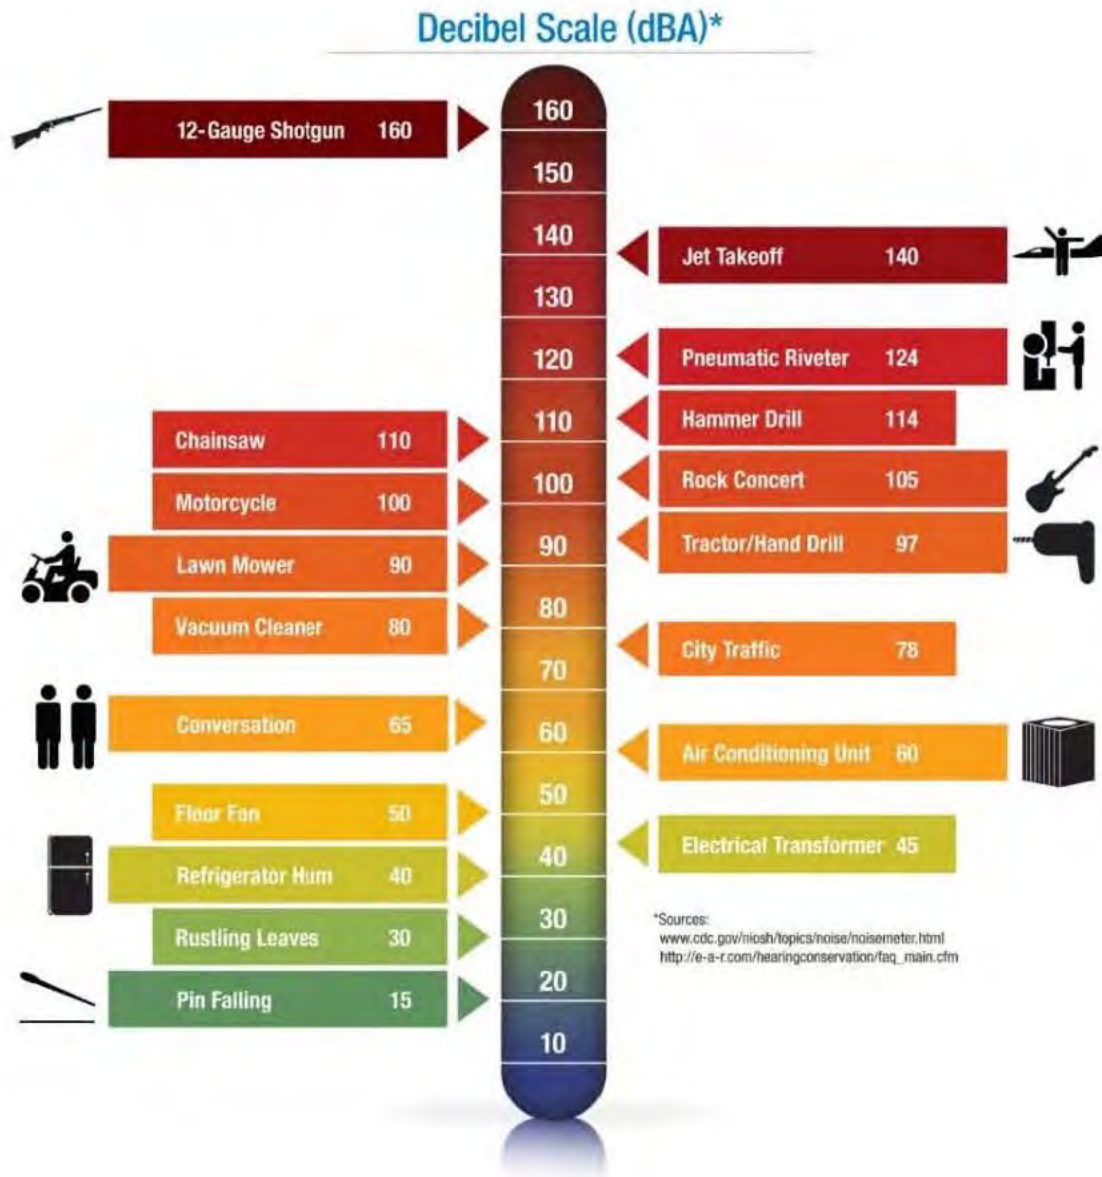 Decibel Scale (dBA)*
12-Gauge Shotgun 160
160
150
140
Jet Takeoff 140
130
120
Pneumatic Riveter 124
110
Hammer Drill 114
Chainsaw 110
100
Rock Concert 105
Motorcycle 100
90
Tractor/Hand Drill 97
Lawn Mower 90
80
Vacuum Cleaner 80
City Traffic 78
70
Conversation 65
60
Air Conditioning Unit 60
50
Floor Fan 50
Electrical Transformer 45
40
Refrigerator Hum 40
30
Rustling Leaves 30
*Sources:
www.cdc.gov/niosh/topics/noise/noisemeter.html
http://e-a-r.com/hearingconservation/faq_main.cfm
20
Pin Falling 15
10